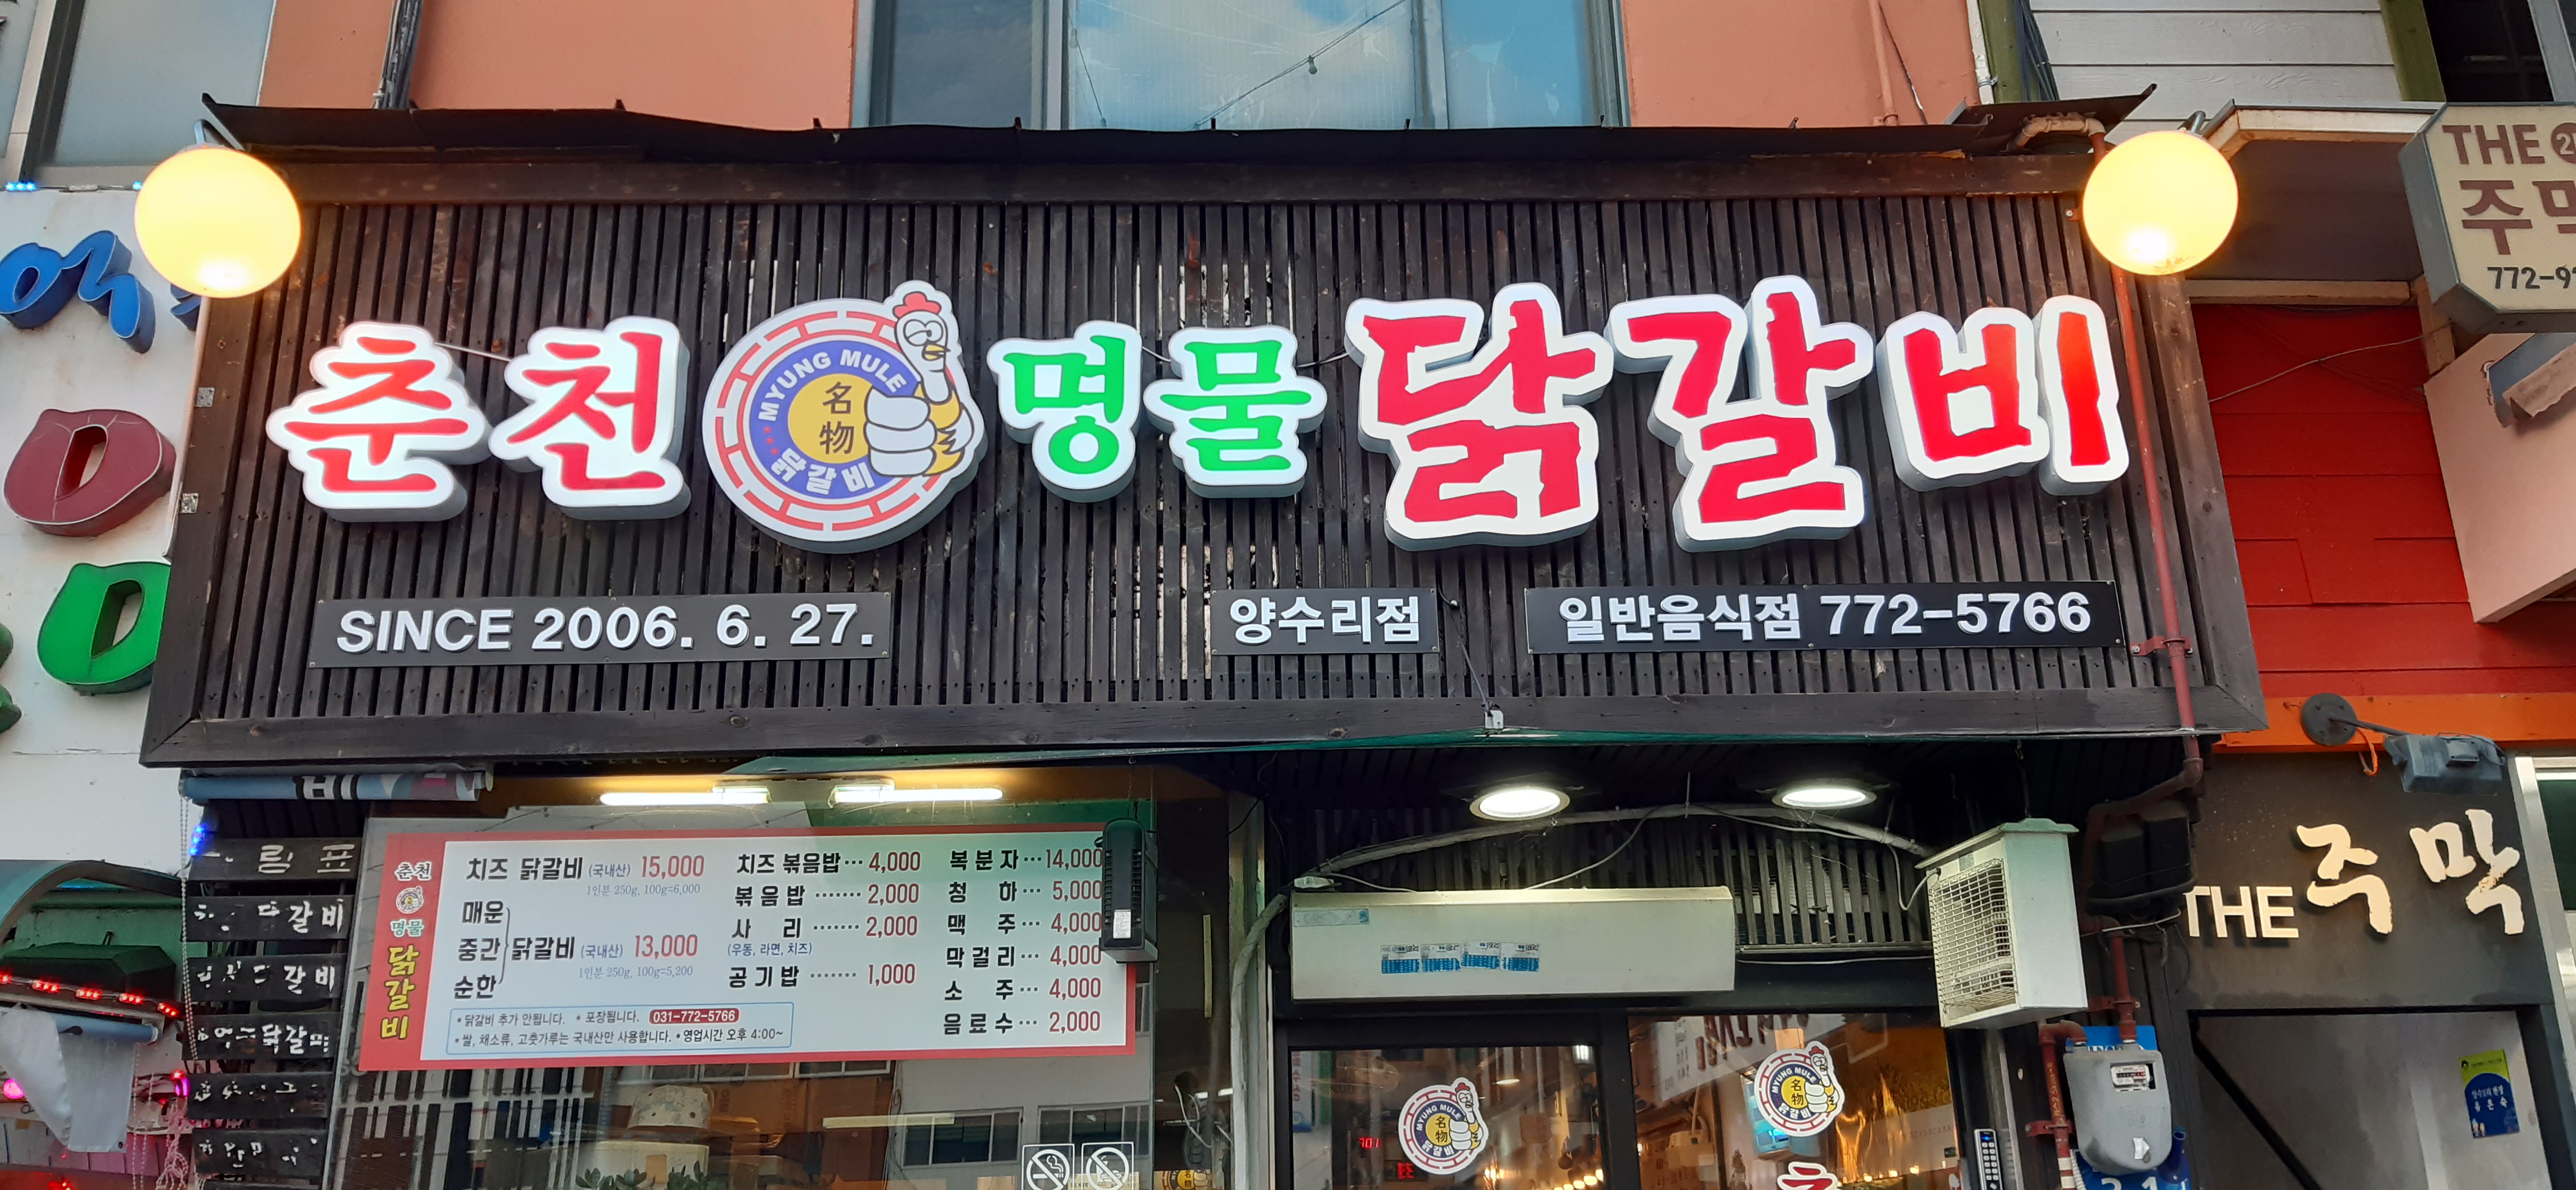 춘천 명물 닭갈비
MYUNG MULE
名物
닭갈비
SINCE 2006. 6. 27.
양수리점
일반음식점 772-5766
THE
772-9
춘천
명물
닭갈비
치즈 닭갈비 (국내산) 15,000
1인분 250g, 100g=6,000
매운
중간 닭갈비 (국내산) 13,000
1인분 250g, 100g=5,200
순한
• 닭갈비 추가 안됩니다. • 포장됩니다. 031-772-5766
• 쌀, 채소류, 고춧가루는 국내산만 사용합니다. • 영업시간 오후 4:00~
치즈 볶음밥 ··· 4,000
볶음밥 ······· 2,000
사 리 ······· 2,000
(우동, 라면, 치즈)
공기밥 ······· 1,000
복분자 ··· 14,000
청 하 ··· 5,000
맥 주 ··· 4,000
막걸리 ··· 4,000
소 주 ··· 4,000
음료수 ··· 2,000
THE 주막
MYUNG MULE
名物
닭갈비
MYUNG MULE
名物
닭갈비